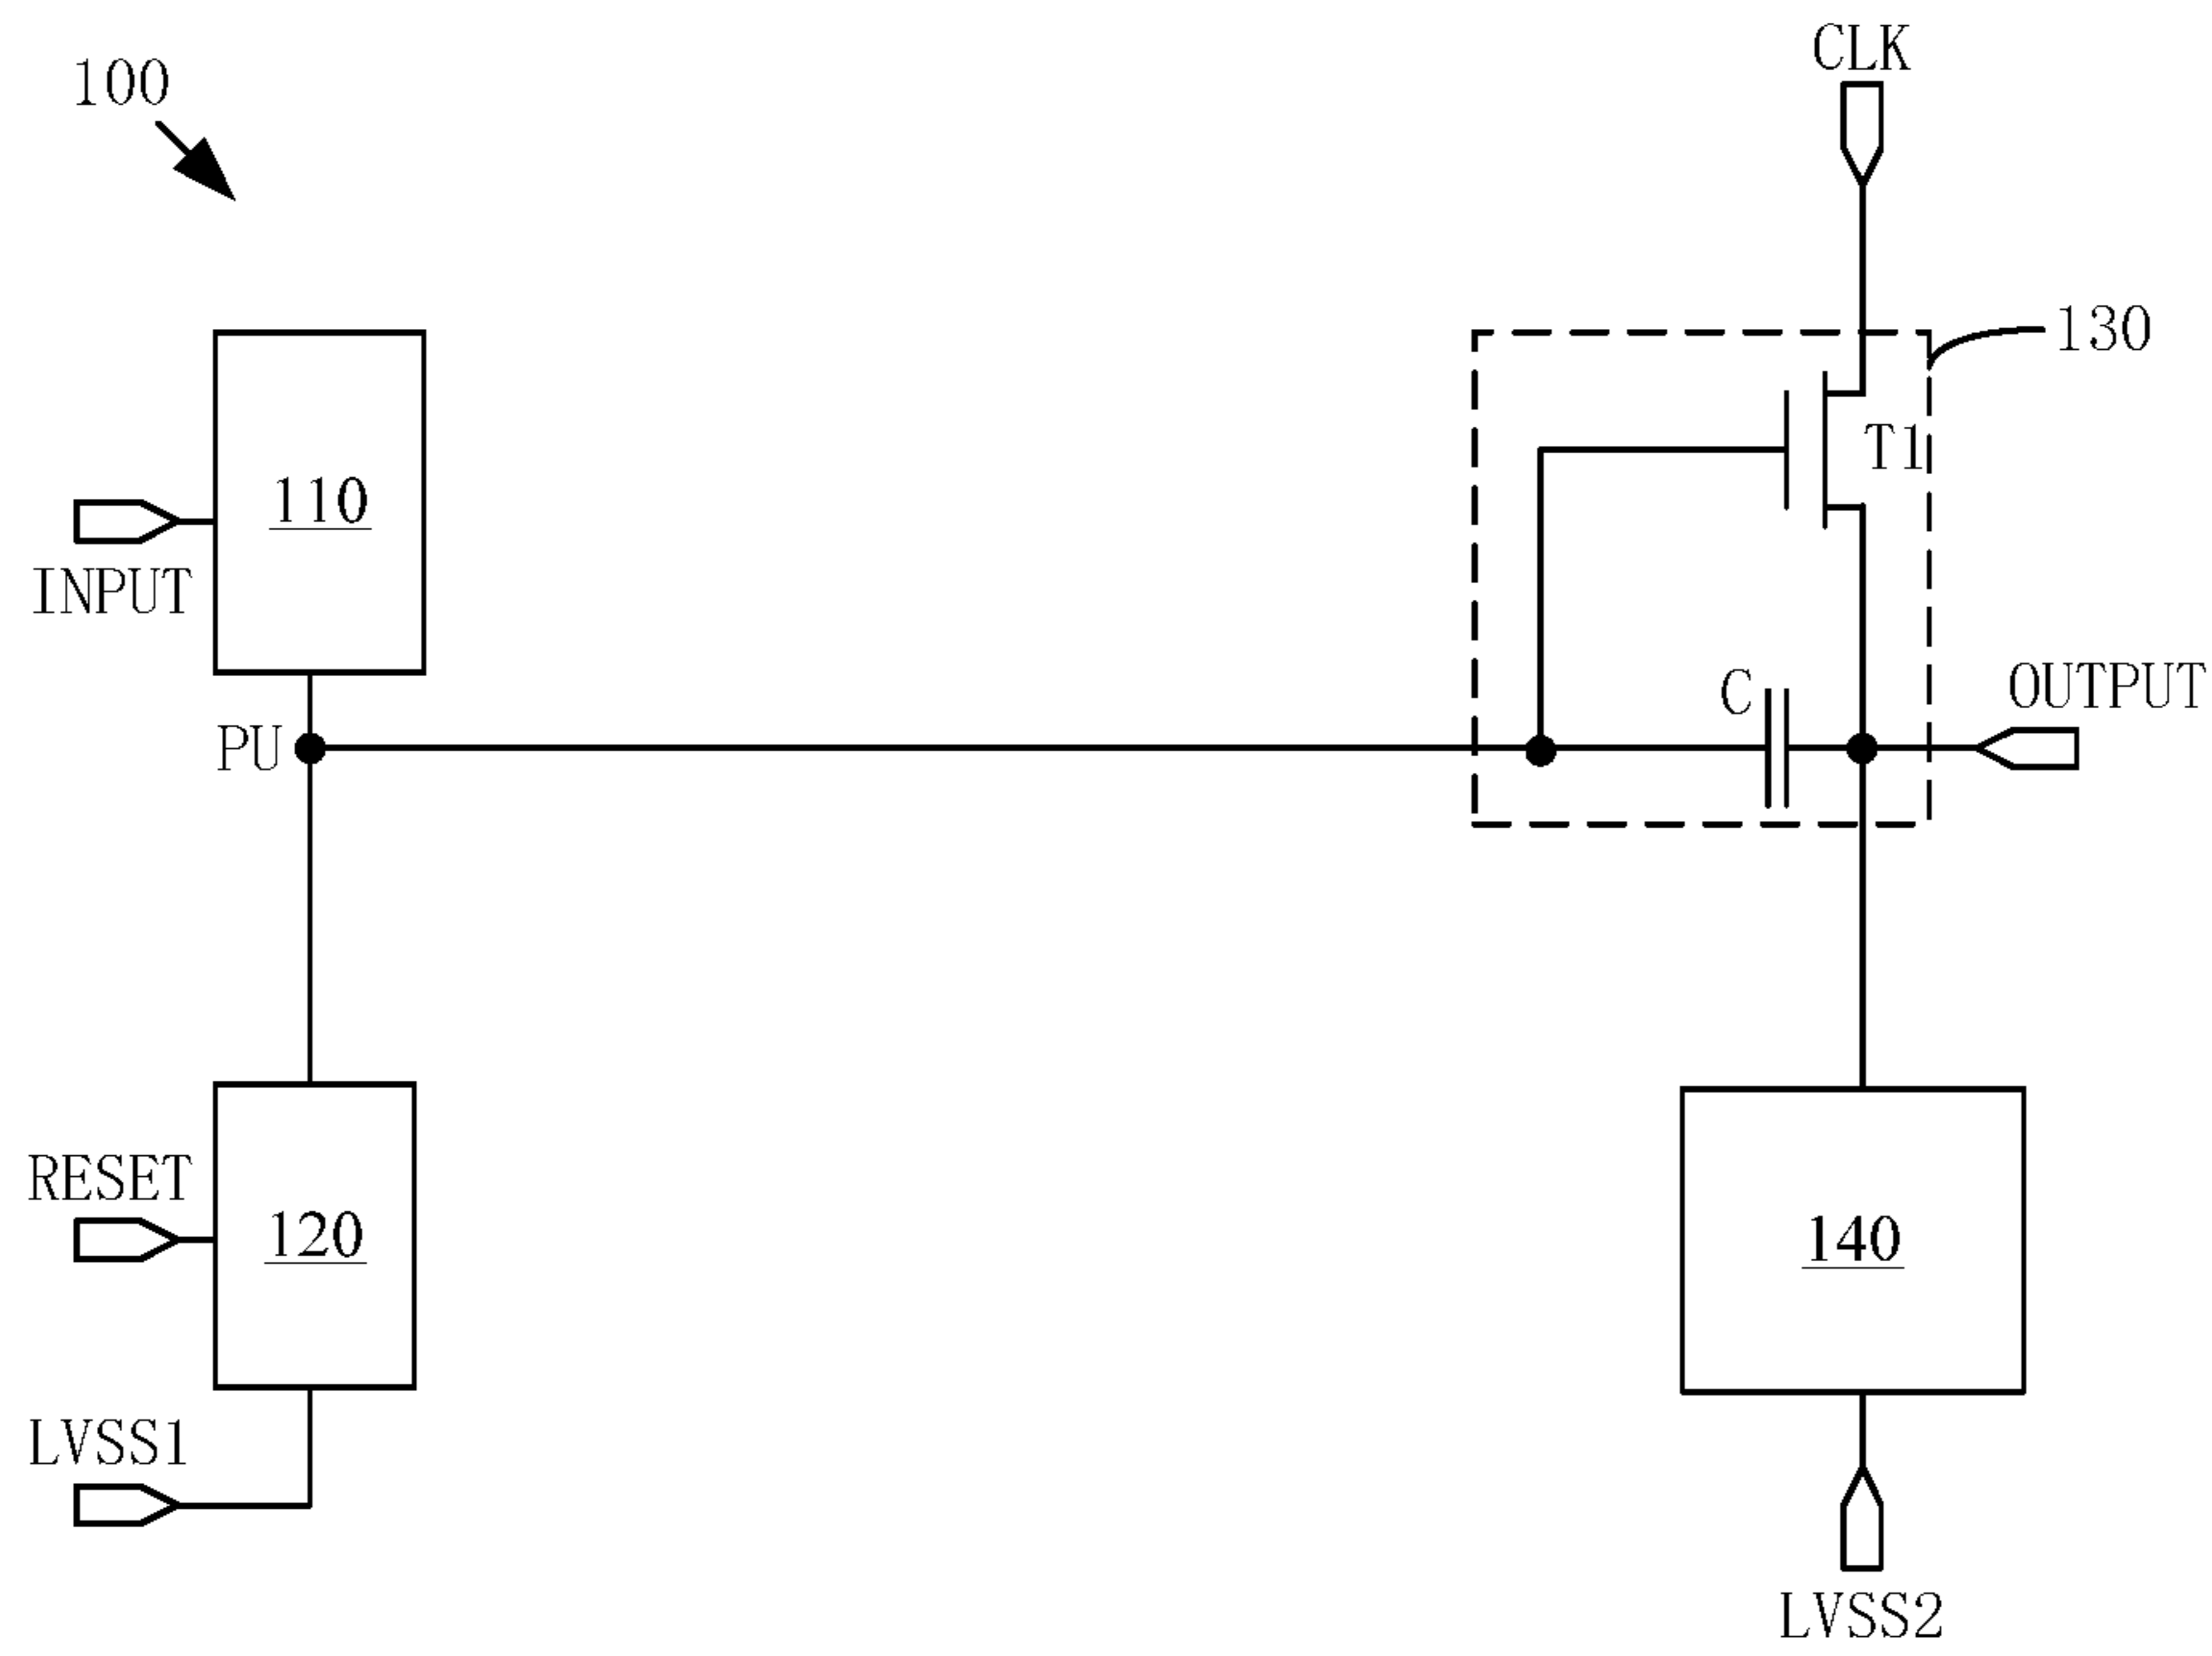 CLK
100
130
T1
110
INPUT
C
OUTPUT
PU
RESET
120
140
LVSS1
LVSS2